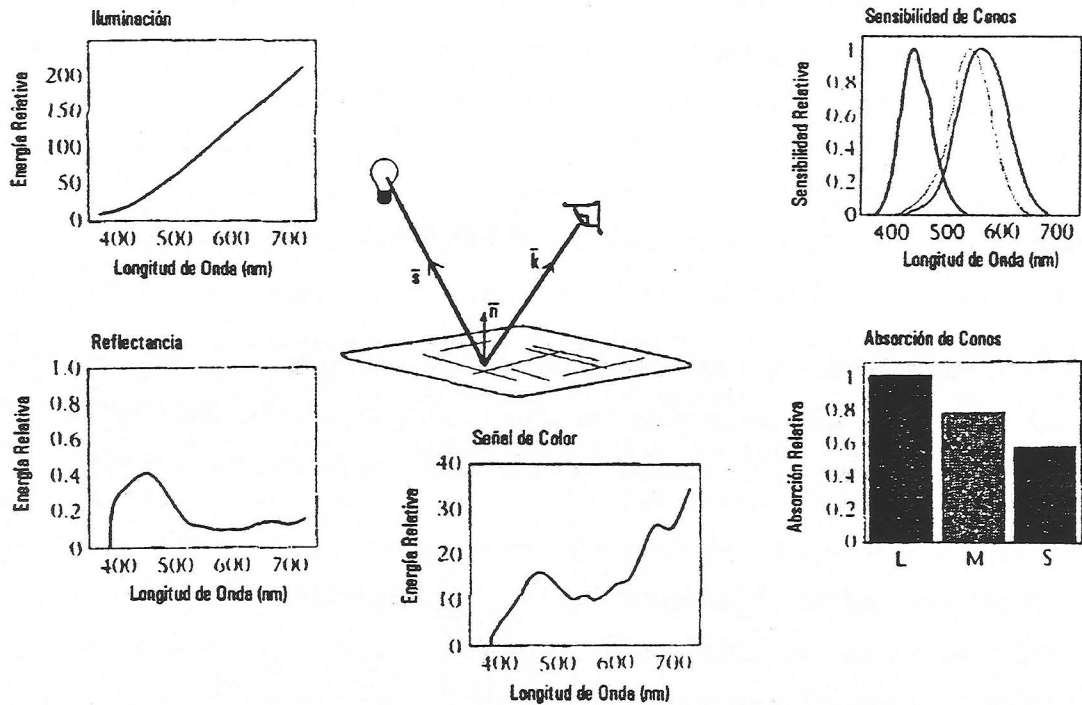 Iluminación
Energía Relativa
200
150
100
50
0
400 500 600 700
Longitud de Onda (nm)
Sensibilidad de Conos
Sensibilidad Relativa
1
0.8
0.6
0.4
0.2
0
400 500 600 700
Longitud de Onda (nm)
s̄
k̄
n̄
Reflectancia
Energía Relativa
1.0
0.8
0.6
0.4
0.2
0
400 500 600 700
Longitud de Onda (nm)
Señal de Color
Energía Relativa
40
30
20
10
0
400 500 600 700
Longitud de Onda (nm)
Absorción de Conos
Absorción Relativa
1
0.8
0.6
0.4
0.2
0
L M S